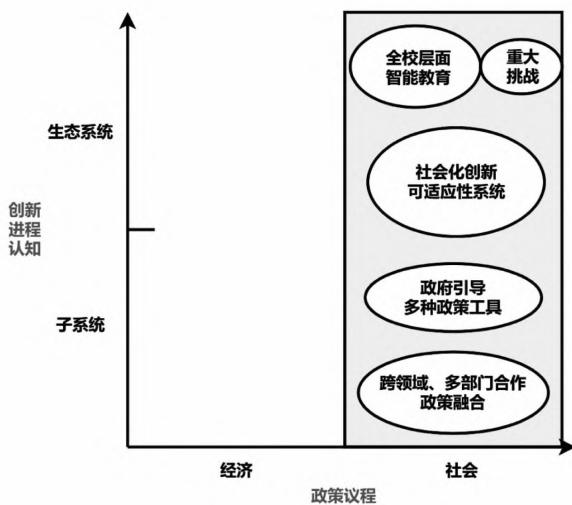 全校层面
智能教育
重大
挑战
生态系统
社会化创新
可适应性系统
创新
进程
认知
政府引导
多种政策工具
子系统
跨领域、多部门合作
政策融合
经济
社会
政策议程